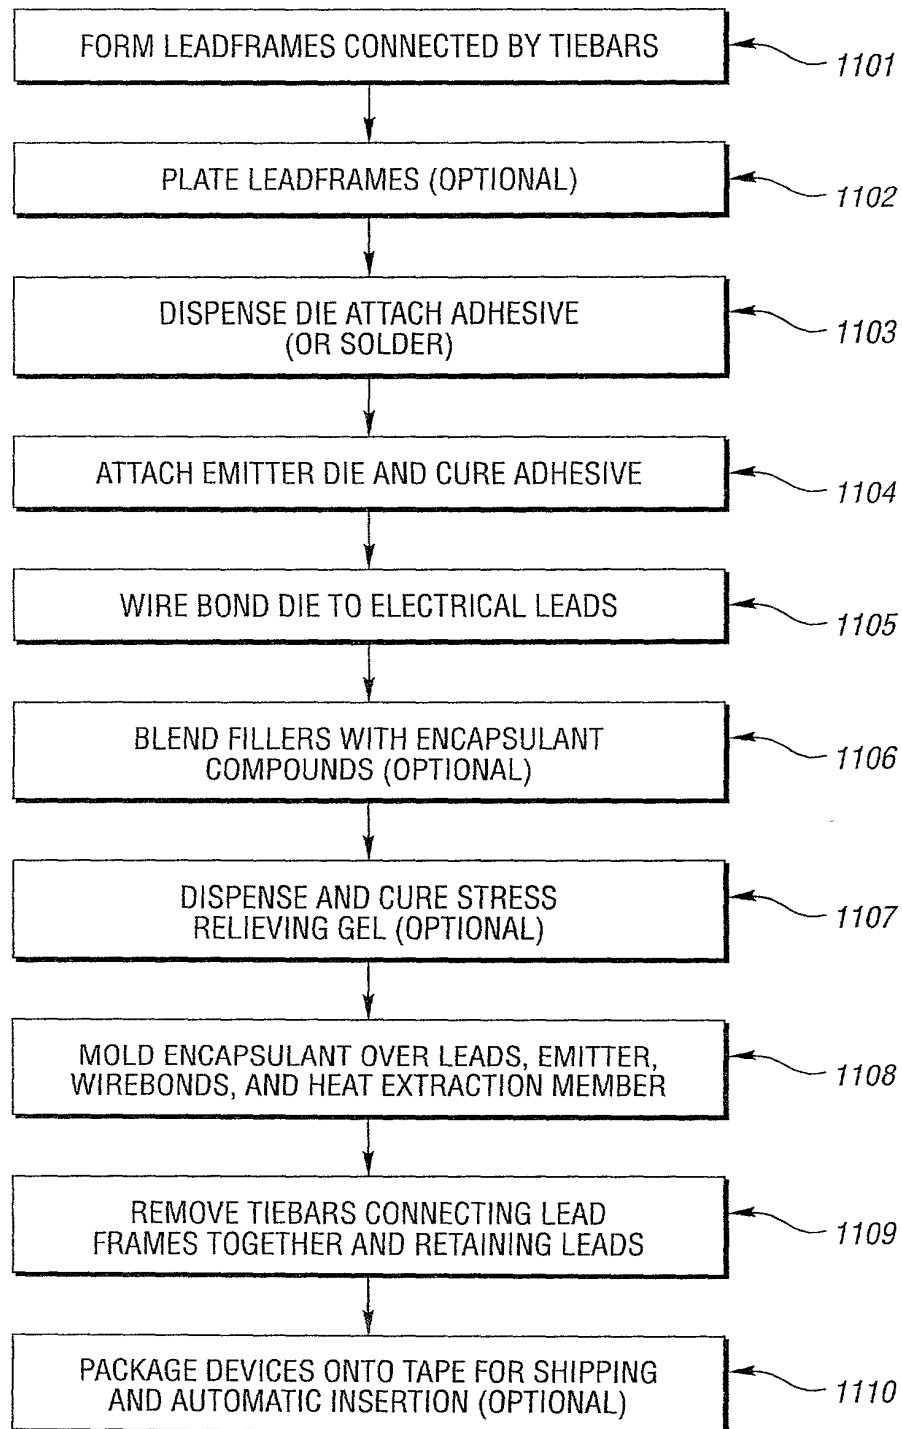 FORM LEADFRAMES CONNECTED BY TIEBARS
1101
PLATE LEADFRAMES (OPTIONAL)
1102
DISPENSE DIE ATTACH ADHESIVE
(OR SOLDER)
1103
ATTACH EMITTER DIE AND CURE ADHESIVE
1104
WIRE BOND DIE TO ELECTRICAL LEADS
1105
BLEND FILLERS WITH ENCAPSULANT
COMPOUNDS (OPTIONAL)
1106
DISPENSE AND CURE STRESS
RELIEVING GEL (OPTIONAL)
1107
MOLD ENCAPSULANT OVER LEADS, EMITTER,
WIREBONDS, AND HEAT EXTRACTION MEMBER
1108
REMOVE TIEBARS CONNECTING LEAD
FRAMES TOGETHER AND RETAINING LEADS
1109
PACKAGE DEVICES ONTO TAPE FOR SHIPPING
AND AUTOMATIC INSERTION (OPTIONAL)
1110